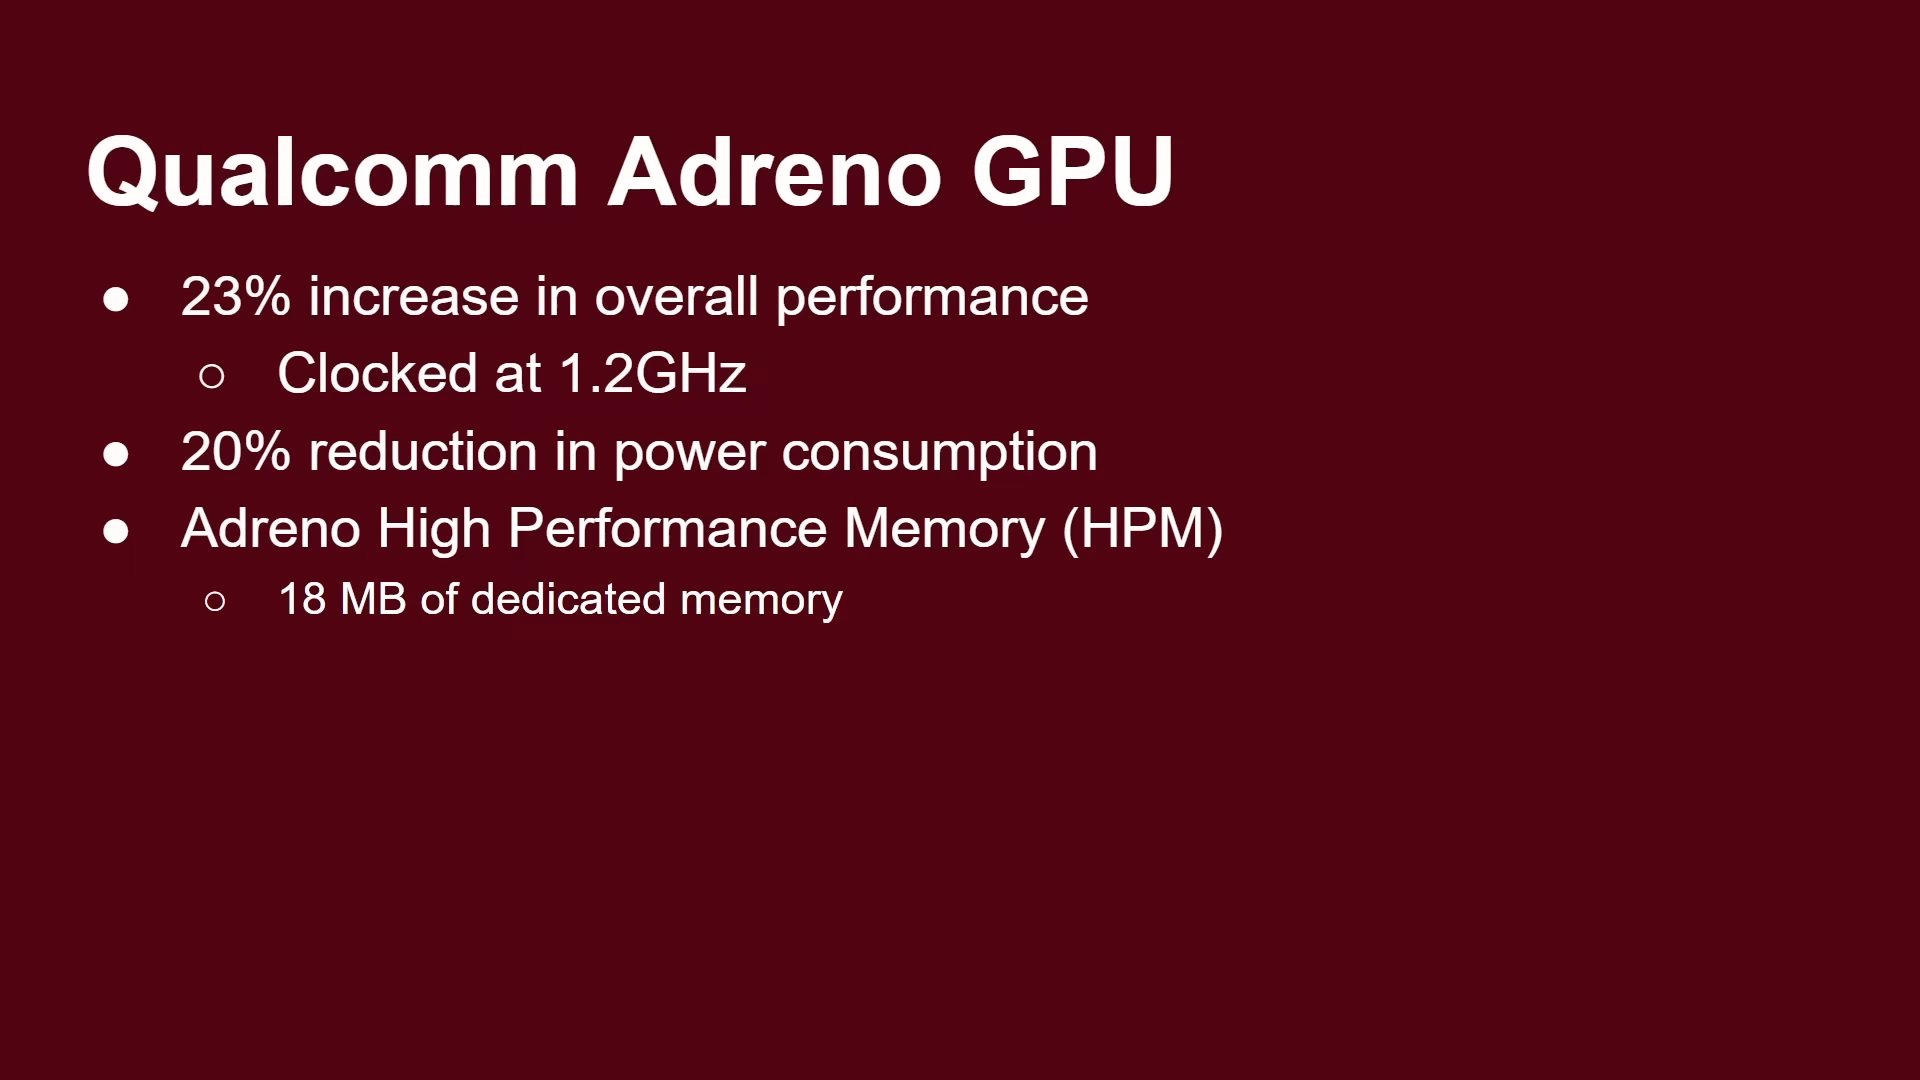 Qualcomm Adreno GPU
● 23% increase in overall performance
○ Clocked at 1.2GHz
● 20% reduction in power consumption
● Adreno High Performance Memory (HPM)
○ 18 MB of dedicated memory